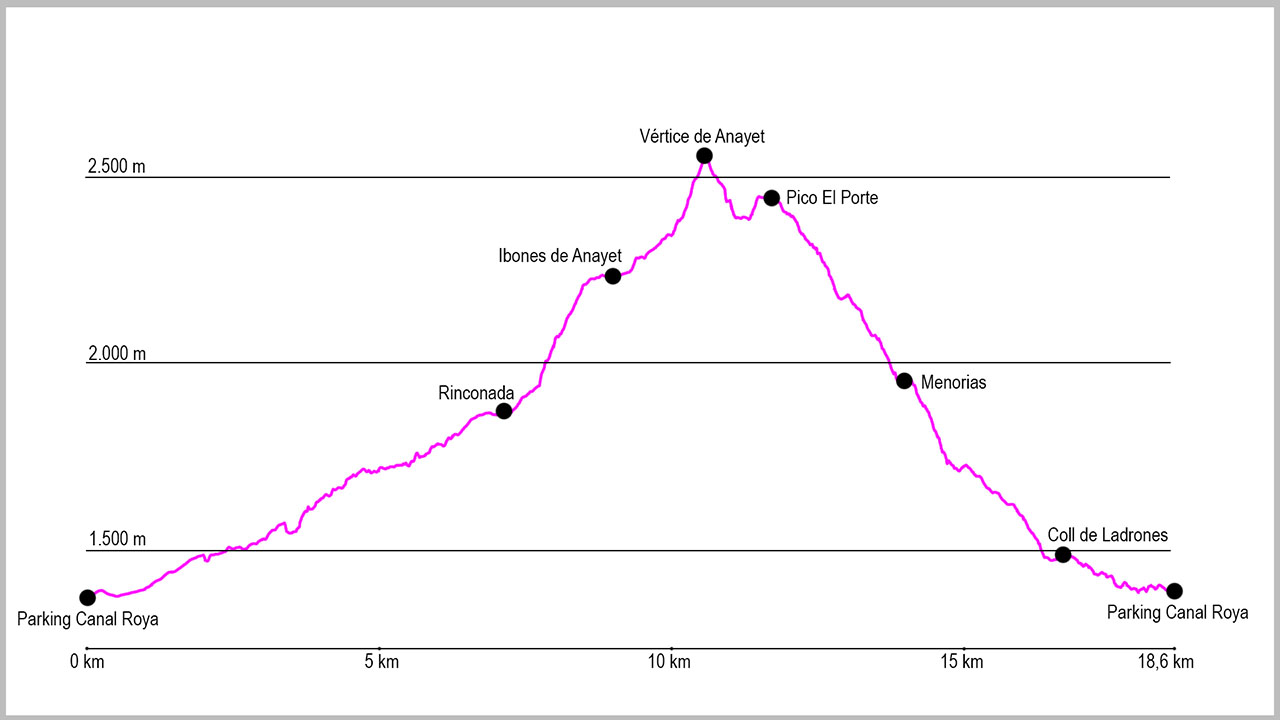 Vértice de Anayet
2.500 m
Pico El Porte
Ibones de Anayet
2.000 m
Menorias
Rinconada
1.500 m
Coll de Ladrones
Parking Canal Roya
Parking Canal Roya
0 km
5 km
10 km
15 km
18,6 km